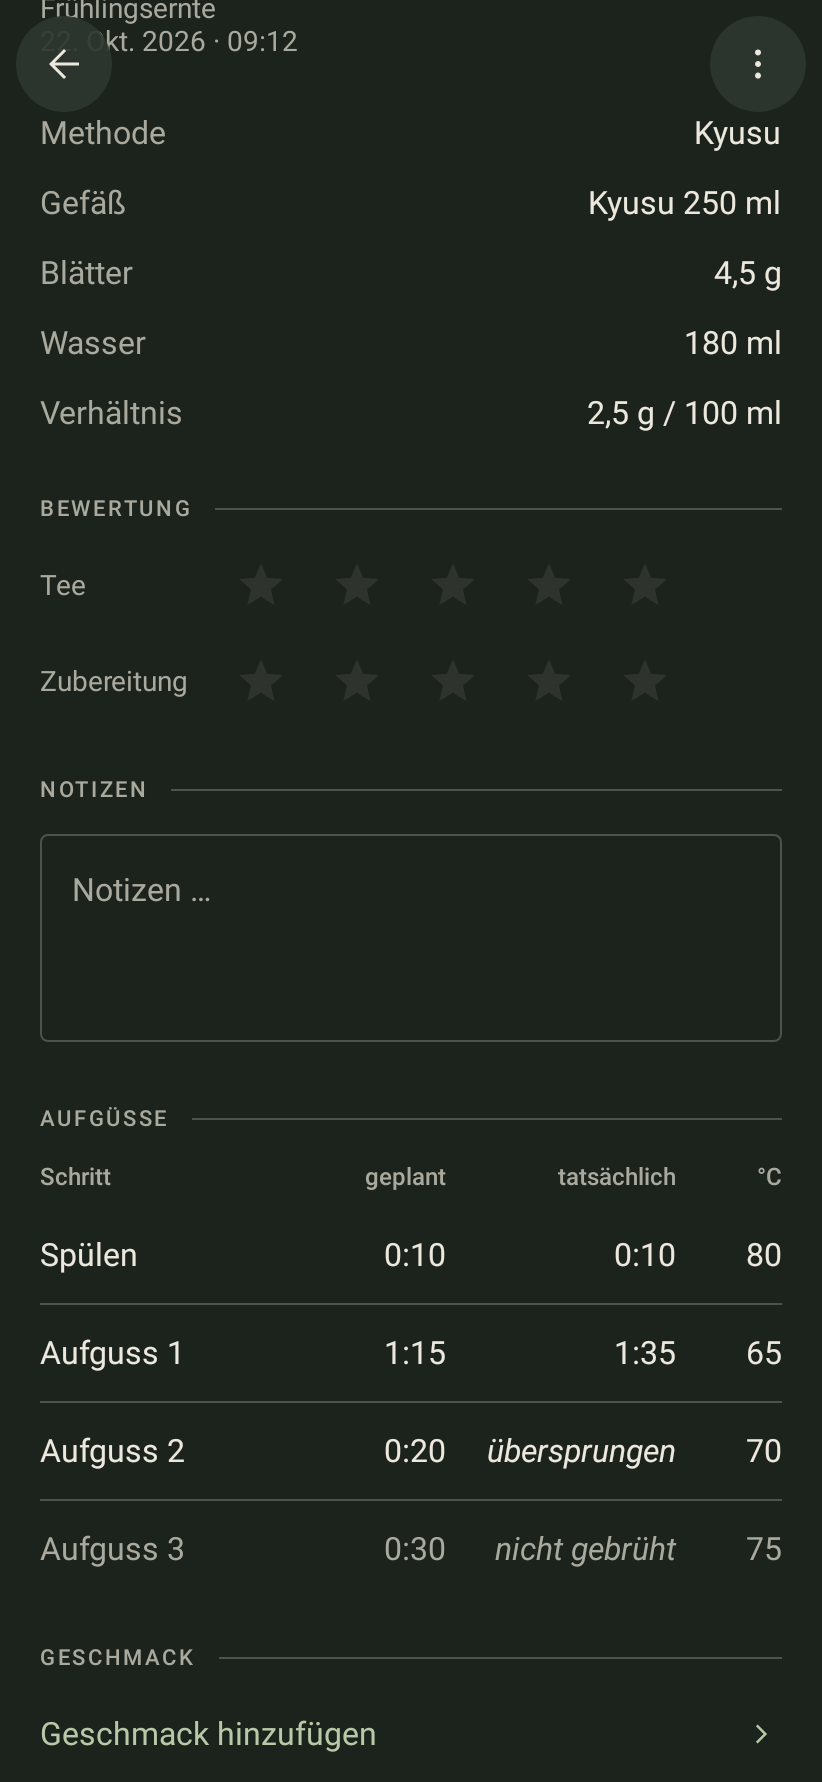 Frühlingsernte
22. Okt. 2026 · 09:12
Methode Kyusu
Gefäß Kyusu 250 ml
Blätter 4,5 g
Wasser 180 ml
Verhältnis 2,5 g / 100 ml
BEWERTUNG
Tee
Zubereitung
NOTIZEN
Notizen …
AUFGÜSSE
Schritt geplant tatsächlich °C
Spülen 0:10 0:10 80
Aufguss 1 1:15 1:35 65
Aufguss 2 0:20 übersprungen 70
Aufguss 3 0:30 nicht gebrüht 75
GESCHMACK
Geschmack hinzufügen